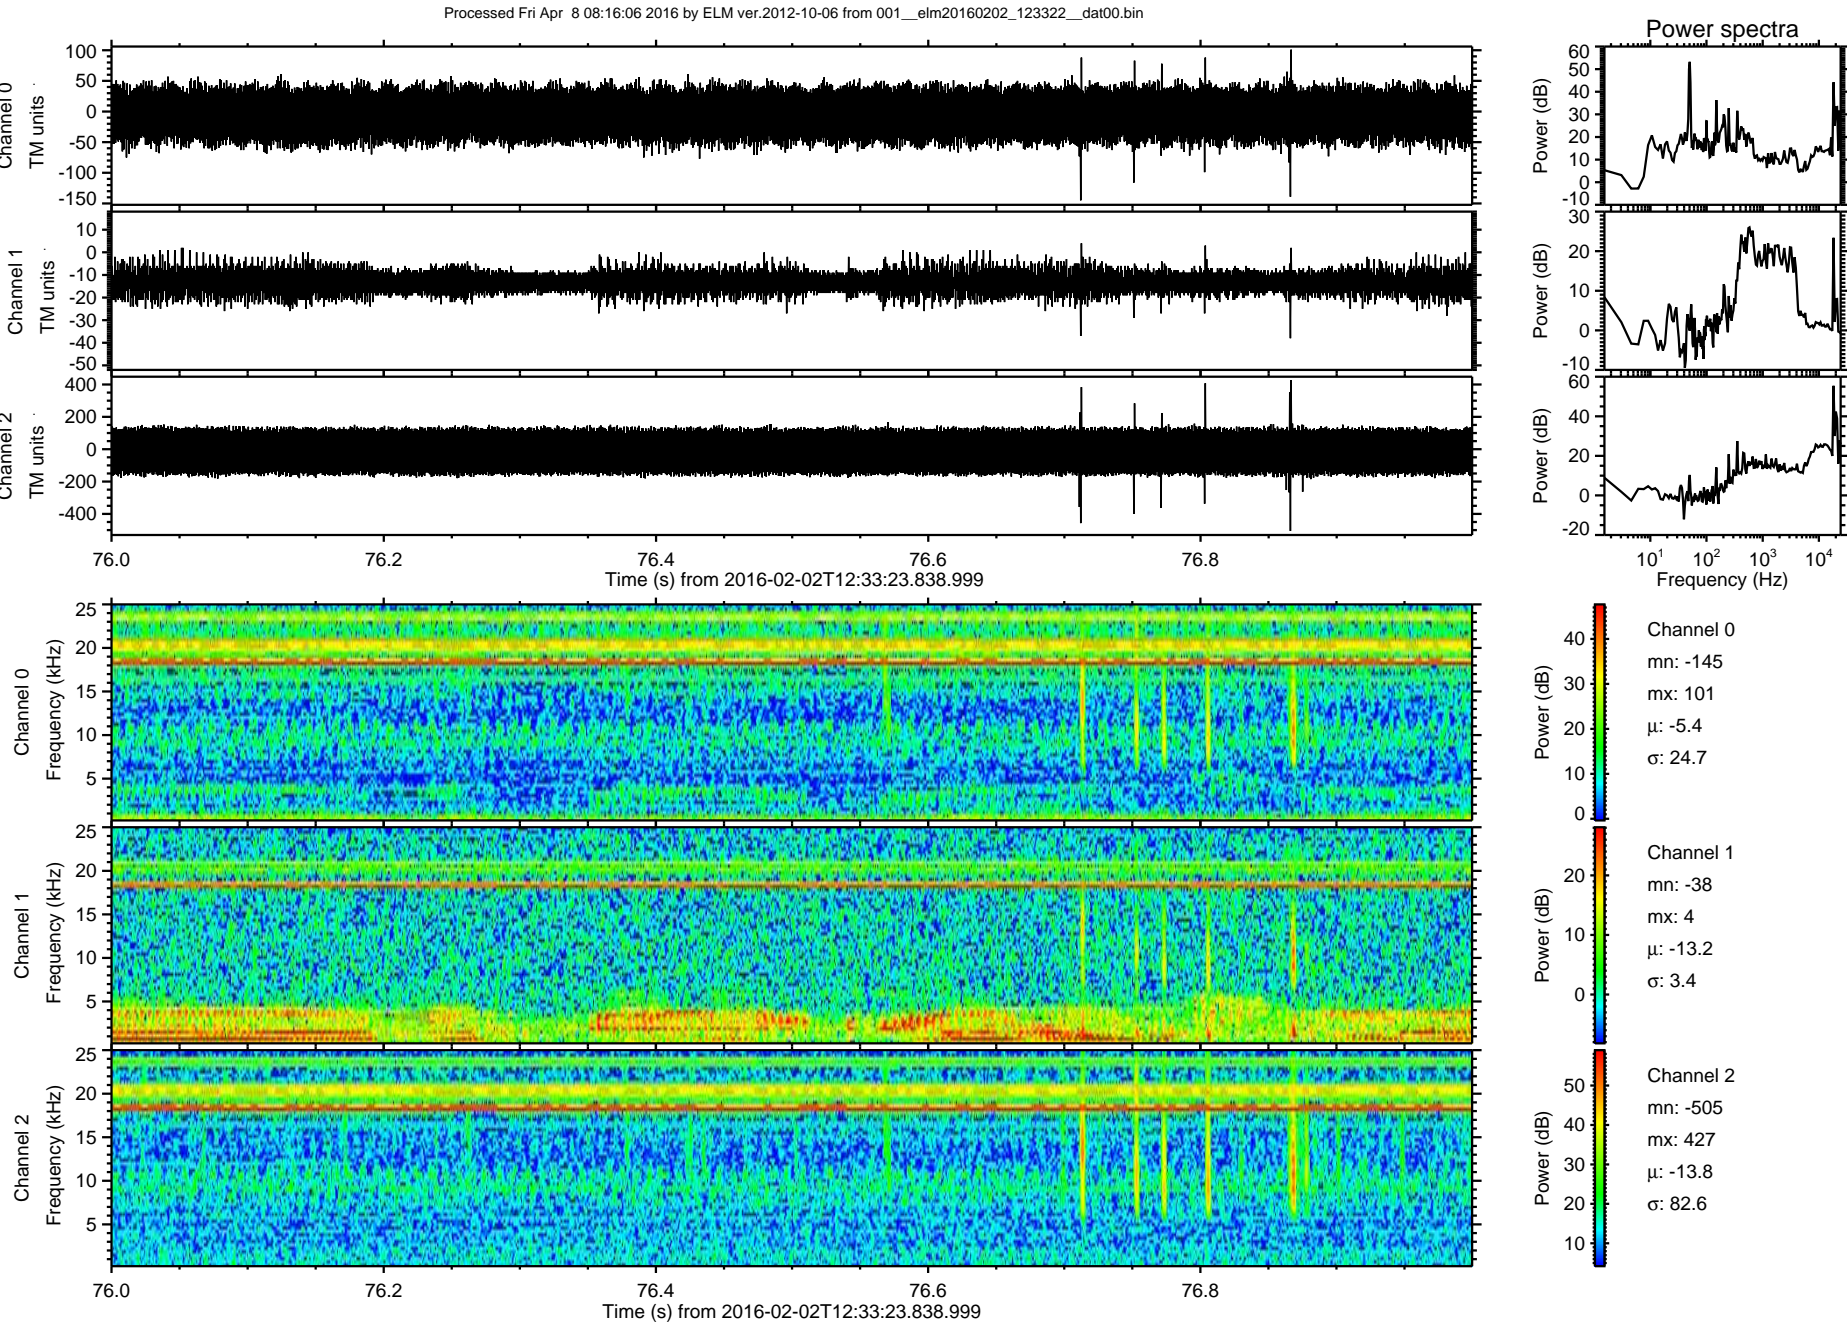 Processed Fri Apr 8 08:16:06 2016 by ELM ver.2012-10-06 from 001__elm20160202_123322__dat00.bin
Power spectra
Channel 0
TM units
100
50
0
-50
-100
-150
Power (dB)
60
50
40
30
20
10
0
-10
Channel 1
TM units
10
0
-10
-20
-30
-40
-50
Power (dB)
30
20
10
0
-10
Channel 2
TM units
400
200
0
-200
-400
Power (dB)
60
40
20
0
-20
76.0 76.2 76.4 76.6 76.8
Time (s) from 2016-02-02T12:33:23.838.999
10¹ 10² 10³ 10⁴
Frequency (Hz)
Channel 0
Frequency (kHz)
25
20
15
10
5
Power (dB)
40
30
20
10
0
Channel 0
mn: -145
mx: 101
μ: -5.4
σ: 24.7
Channel 1
Frequency (kHz)
25
20
15
10
5
Power (dB)
20
10
0
Channel 1
mn: -38
mx: 4
μ: -13.2
σ: 3.4
Channel 2
Frequency (kHz)
25
20
15
10
5
Power (dB)
50
40
30
20
10
Channel 2
mn: -505
mx: 427
μ: -13.8
σ: 82.6
76.0 76.2 76.4 76.6 76.8
Time (s) from 2016-02-02T12:33:23.838.999